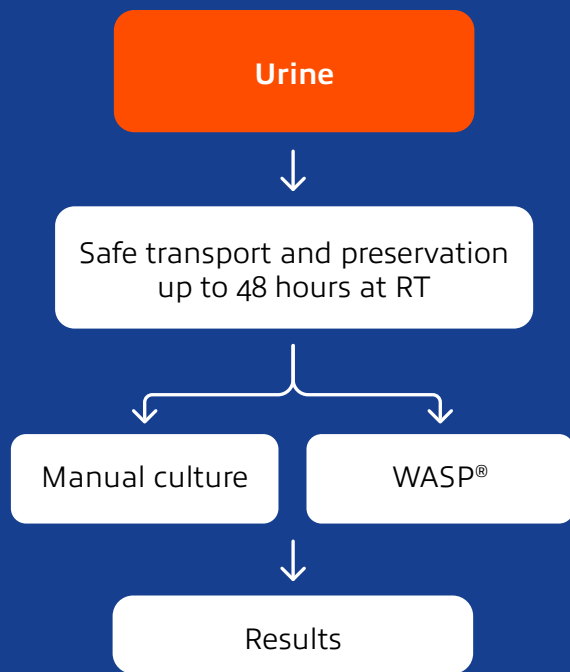 Urine
Safe transport and preservation
up to 48 hours at RT
Manual culture
WASP®
Results